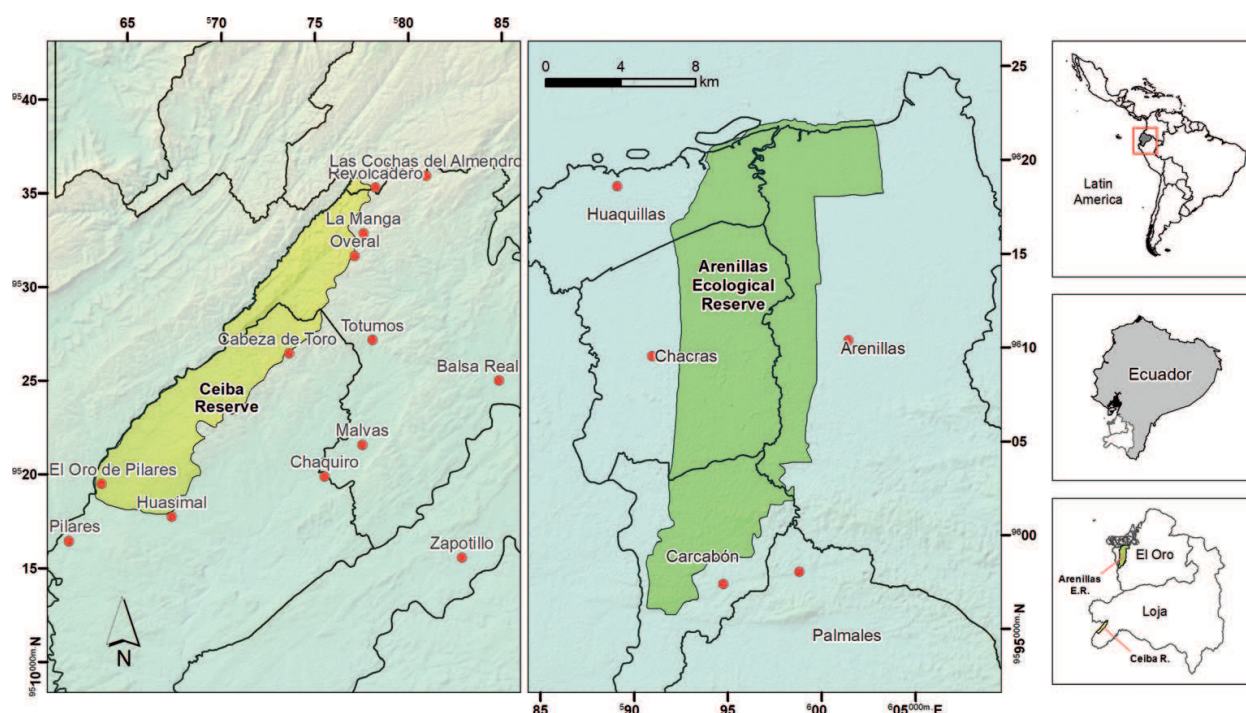 65
⁵70
75
⁵80
85
⁹⁵40
35
⁹⁵30
25
⁹⁵20
15
⁹⁵10⁰⁰⁰ᵐ·N
Las Cochas del Almendro
Revolcadero
La Manga
Overal
Cabeza de Toro
Totumos
Balsa Real
Ceiba
Reserve
Malvas
El Oro de Pilares
Chaquiro
Huasimal
Pilares
Zapotillo
N
0
4
8
km
Huaquillas
Arenillas
Ecological
Reserve
Chacras
Arenillas
Carcabón
Palmales
25
⁹⁶20
15
⁹⁶10
05
⁹⁶00
⁹⁵95⁰⁰⁰ᵐ·N
85
⁵90
95
⁶00
⁶05⁰⁰⁰ᵐ·E
Latin
America
Ecuador
El Oro
Arenillas
E.R.
Loja
Ceiba R.